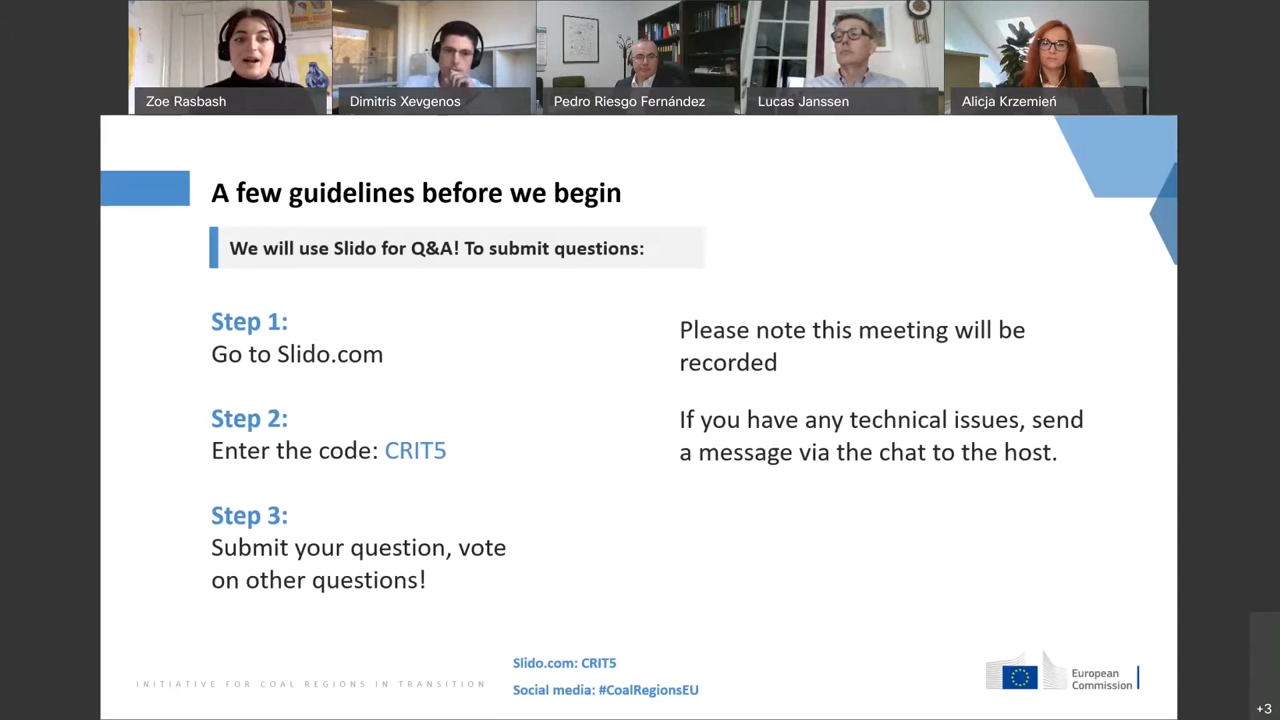 Zoe Rasbash
Dimitris Xevgenos
Pedro Riesgo Fernández
Lucas Janssen
Alicja Krzemień
A few guidelines before we begin
We will use Slido for Q&A! To submit questions:
Step 1:
Go to Slido.com
Step 2:
Enter the code: CRIT5
Step 3:
Submit your question, vote
on other questions!
Please note this meeting will be
recorded
If you have any technical issues, send
a message via the chat to the host.
Slido.com: CRIT5
Social media: #CoalRegionsEU
INITIATIVE FOR COAL REGIONS IN TRANSITION
European
Commission
+3